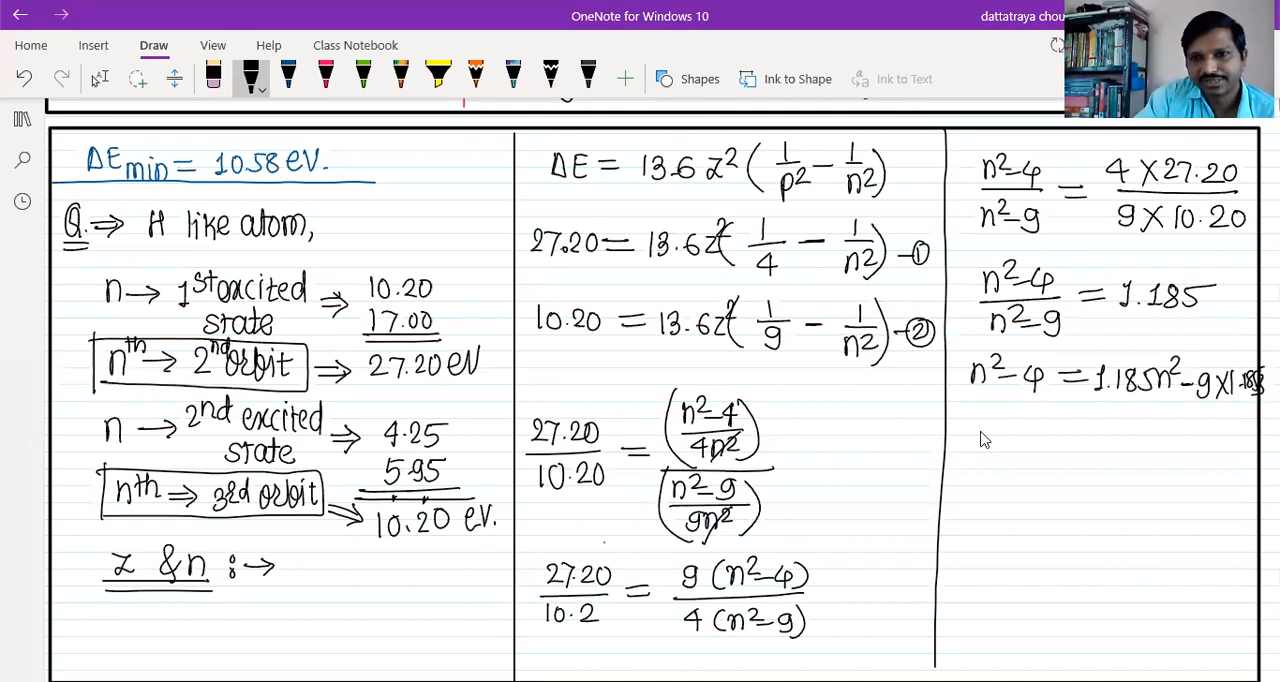 OneNote for Windows 10
dattatraya chou
Home Insert Draw View Help Class Notebook
Shapes Ink to Shape Ink to Text
ΔEmin = 10.58 eV.
Q ⇒ H like atom,
n → 1st excited state ⇒ 10.20
17.00
nth → 2nd orbit ⇒ 27.20 eV
n → 2nd excited state ⇒ 4.25
5.95
nth ⇒ 3rd orbit ⇒ 10.20 eV.
Z & n :→
ΔE = 13.6 Z² (1/p² − 1/n²)
27.20 = 13.6Z² (1/4 − 1/n²) —①
10.20 = 13.6Z² (1/9 − 1/n²) —②
27.20/10.20 = ((n²−4)/4n²) / ((n²−9)/9n²)
27.20/10.2 = 9 (n²−4) / 4 (n²−9)
(n²−4)/(n²−9) = (4 X 27.20)/(9 X 10.20)
(n²−4)/(n²−9) = 1.185
n²−4 = 1.185n² − 9 X 1.185